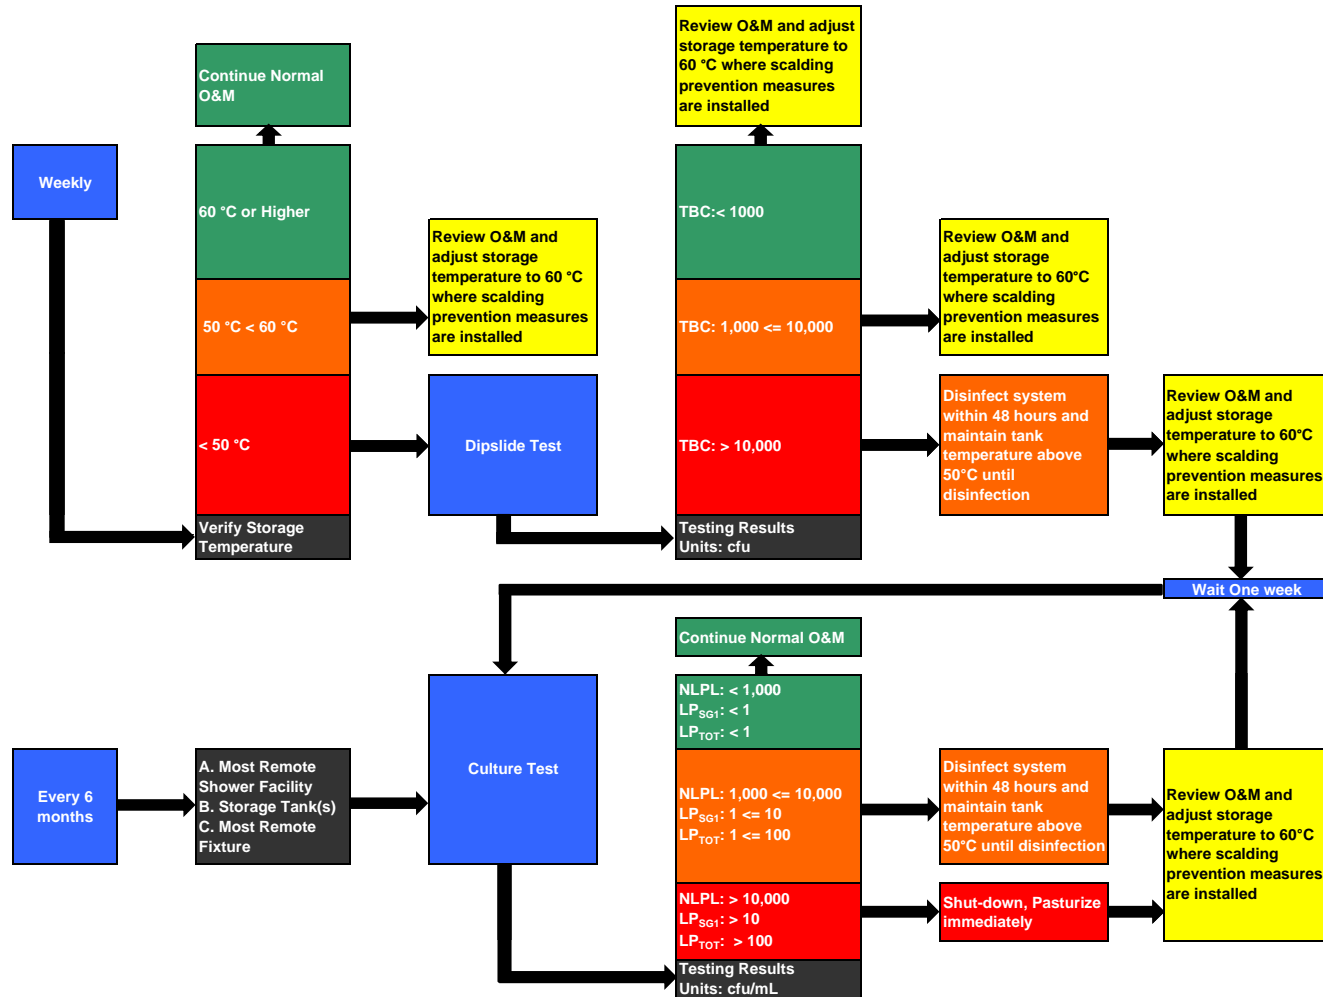 Review O&M and adjust
storage temperature to
60 °C where scalding
prevention measures
are installed
Continue Normal
O&M
Weekly
60 °C or Higher
TBC:< 1000
Review O&M and
adjust storage
temperature to 60 °C
where scalding
prevention measures
are installed
Review O&M and
adjust storage
temperature to 60°C
where scalding
prevention measures
are installed
50 °C < 60 °C
TBC: 1,000 <= 10,000
< 50 °C
Dipslide Test
TBC: > 10,000
Disinfect system
within 48 hours and
maintain tank
temperature above
50°C until
disinfection
Review O&M and
adjust storage
temperature to 60°C
where scalding
prevention measures
are installed
Verify Storage
Temperature
Testing Results
Units: cfu
Wait One week
Continue Normal O&M
NLPL: < 1,000
LPSG1: < 1
LPTOT: < 1
Every 6
months
A. Most Remote
Shower Facility
B. Storage Tank(s)
C. Most Remote
Fixture
Culture Test
NLPL: 1,000 <= 10,000
LPSG1: 1 <= 10
LPTOT: 1 <= 100
Disinfect system
within 48 hours and
maintain tank
temperature above
50°C until disinfection
Review O&M and
adjust storage
temperature to 60°C
where scalding
prevention measures
are installed
NLPL: > 10,000
LPSG1: > 10
LPTOT: > 100
Shut-down, Pasturize
immediately
Testing Results
Units: cfu/mL